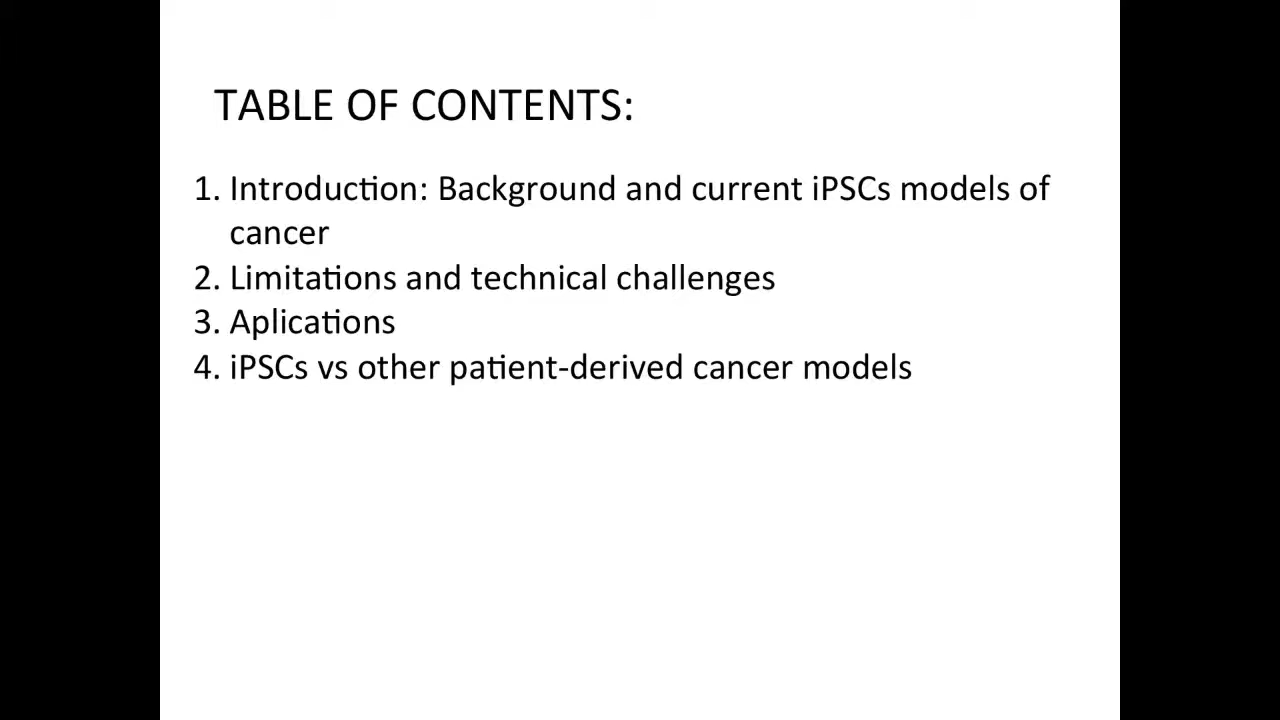 TABLE OF CONTENTS:
1. Introduction: Background and current iPSCs models of
cancer
2. Limitations and technical challenges
3. Aplications
4. iPSCs vs other patient-derived cancer models